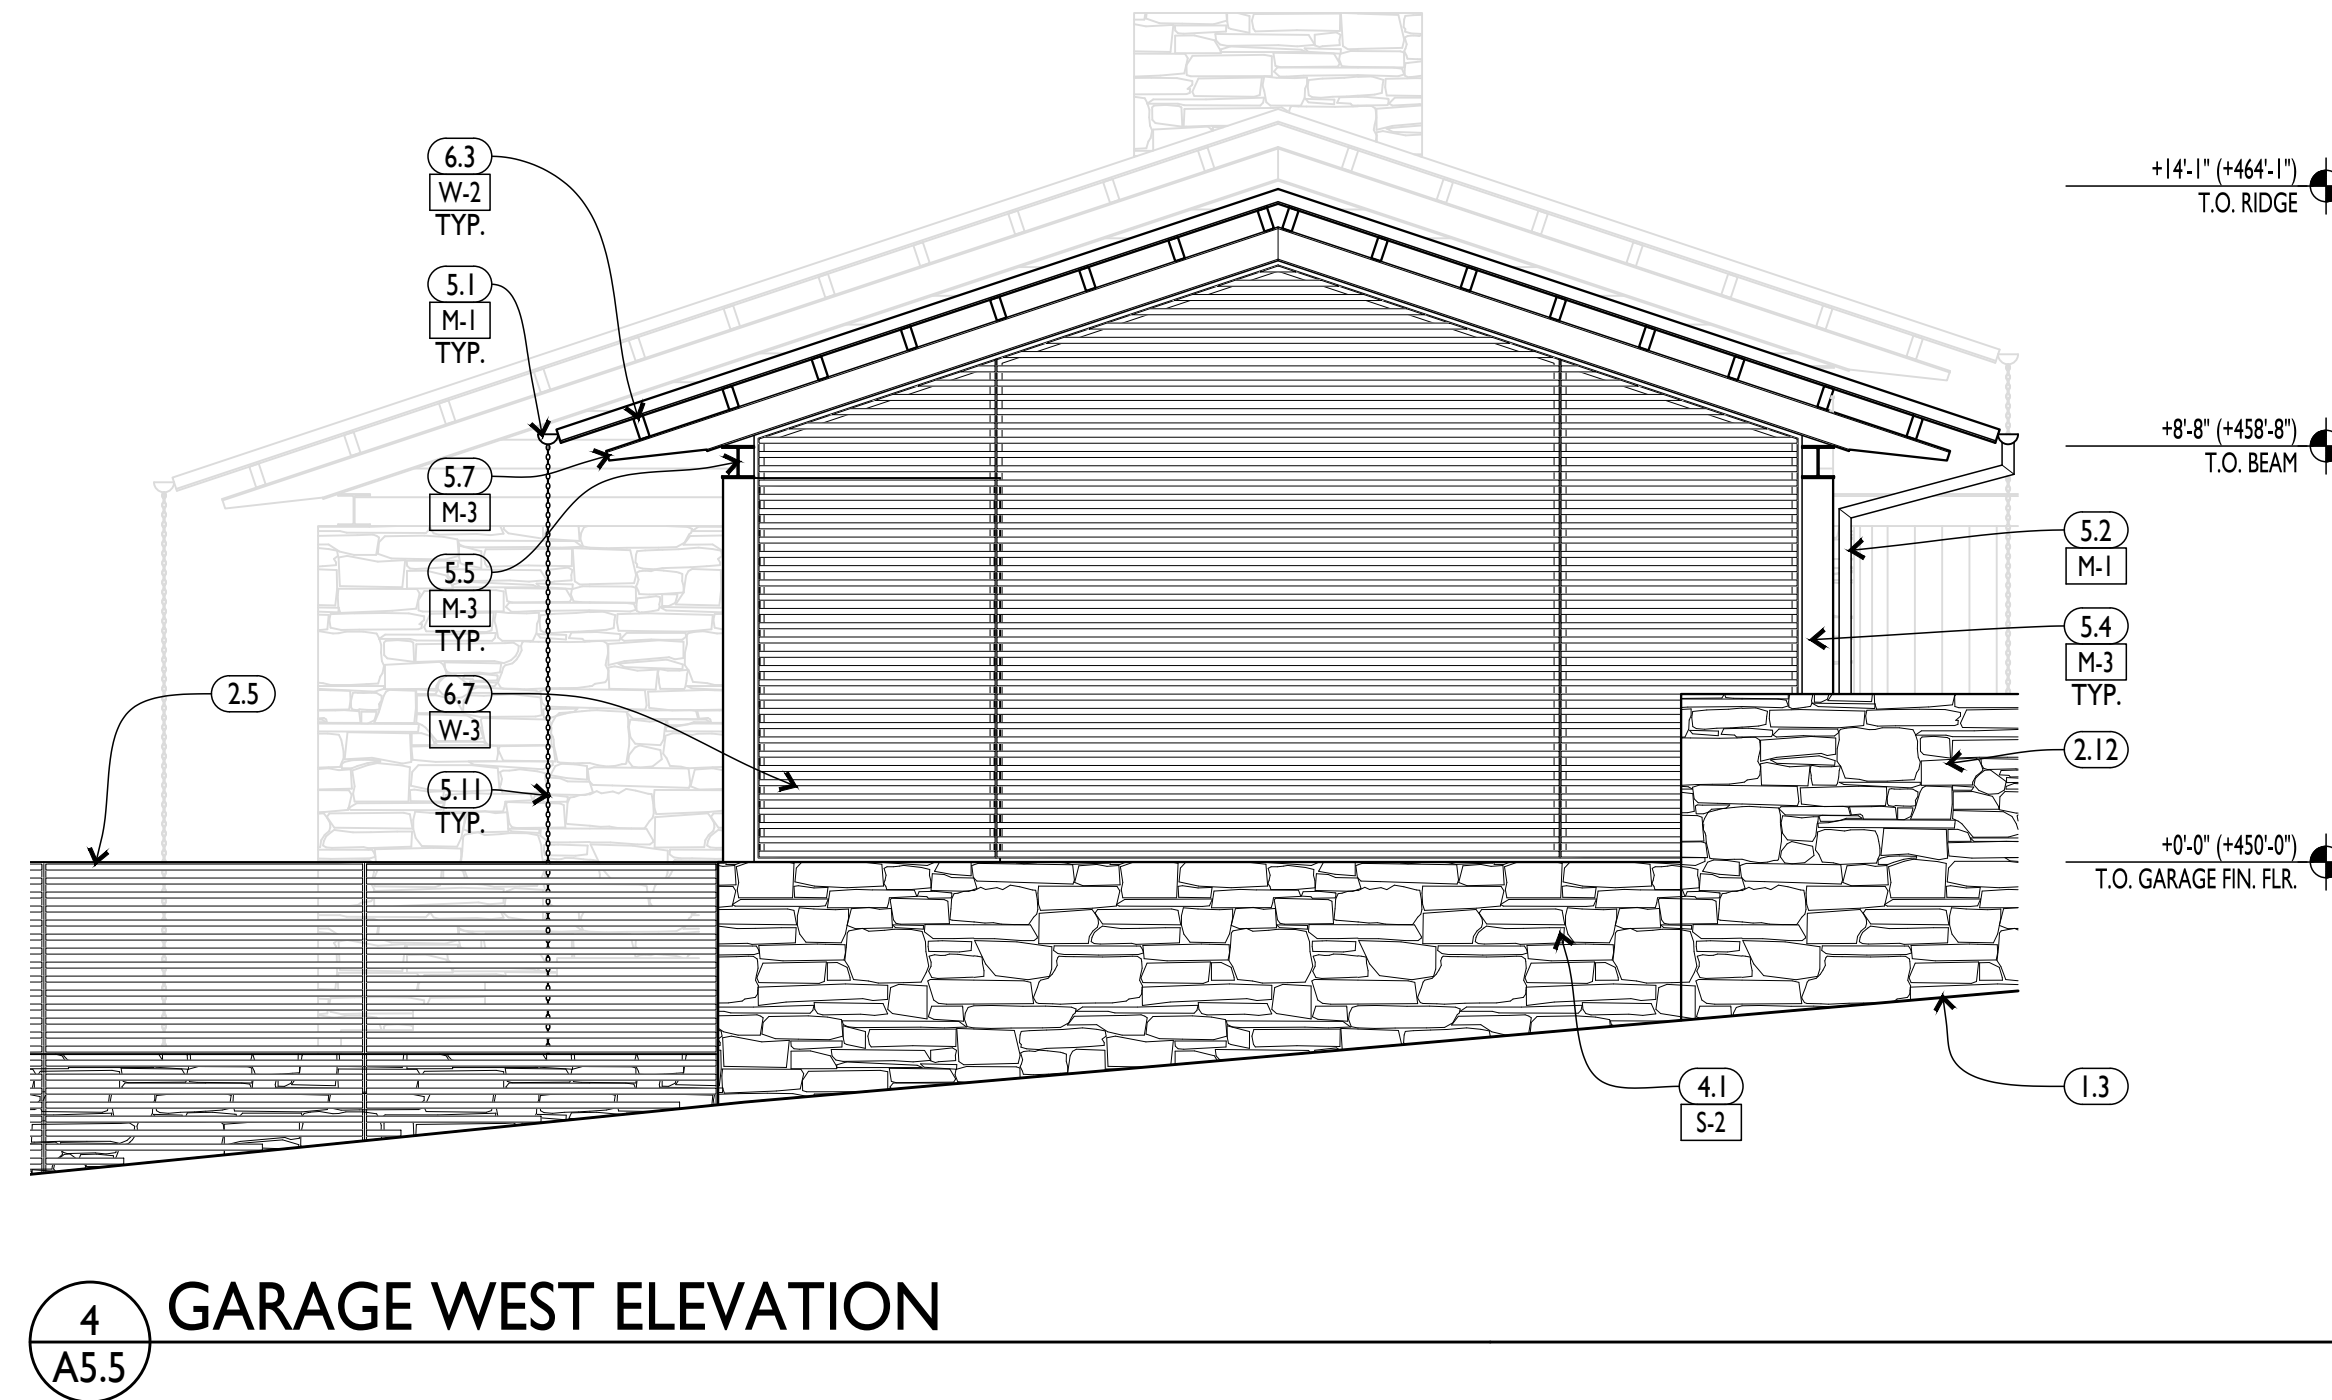 6.3
W-2
TYP.
5.1
M-1
TYP.
5.7
M-3
5.5
M-3
TYP.
2.5
6.7
W-3
5.11
TYP.
+14'-1" (+464'-1")
T.O. RIDGE
+8'-8" (+458'-8")
T.O. BEAM
5.2
M-1
5.4
M-3
TYP.
2.12
+0'-0" (+450'-0")
T.O. GARAGE FIN. FLR.
4.1
S-2
1.3
4
A5.5
GARAGE WEST ELEVATION